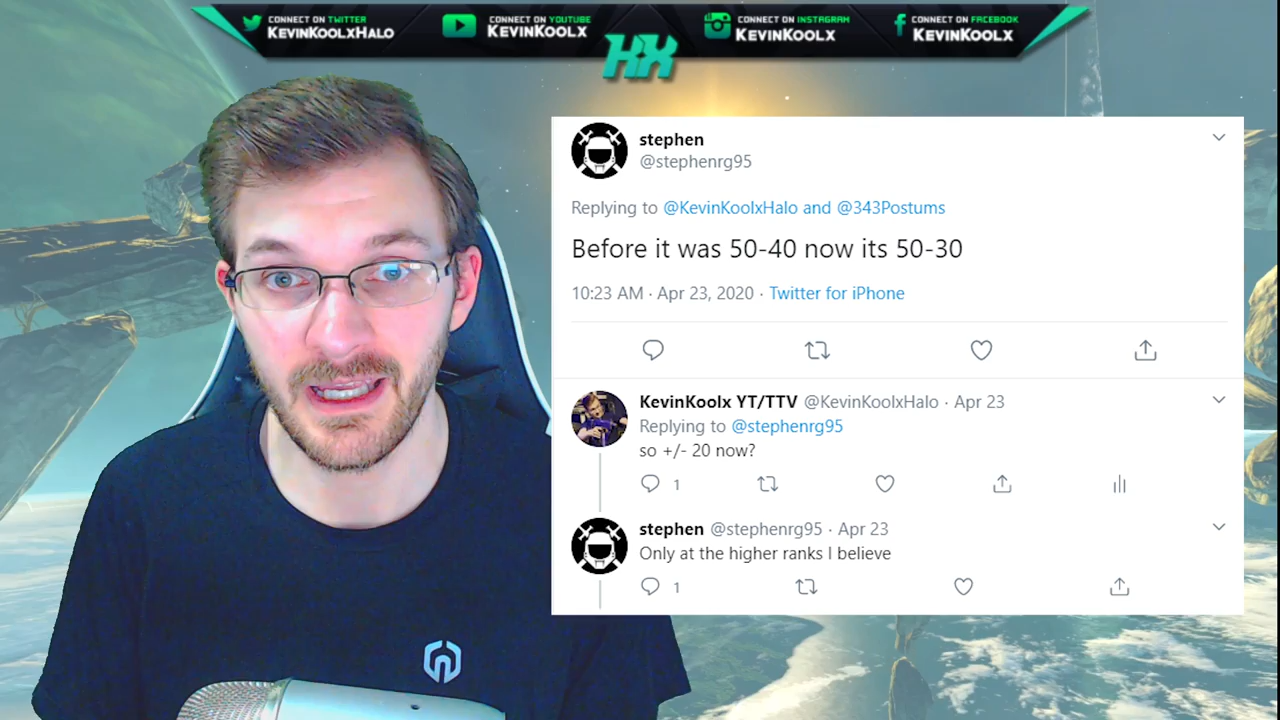 CONNECT ON TWITTER
KEVINKOOLXHALO
CONNECT ON YOUTUBE
KEVINKOOLX
CONNECT ON INSTAGRAM
KEVINKOOLX
CONNECT ON FACEBOOK
KEVINKOOLX
KX
stephen
@stephenrg95
Replying to @KevinKoolxHalo and @343Postums
Before it was 50-40 now its 50-30
10:23 AM · Apr 23, 2020 · Twitter for iPhone
KevinKoolx YT/TTV @KevinKoolxHalo · Apr 23
Replying to @stephenrg95
so +/- 20 now?
1
stephen @stephenrg95 · Apr 23
Only at the higher ranks I believe
1